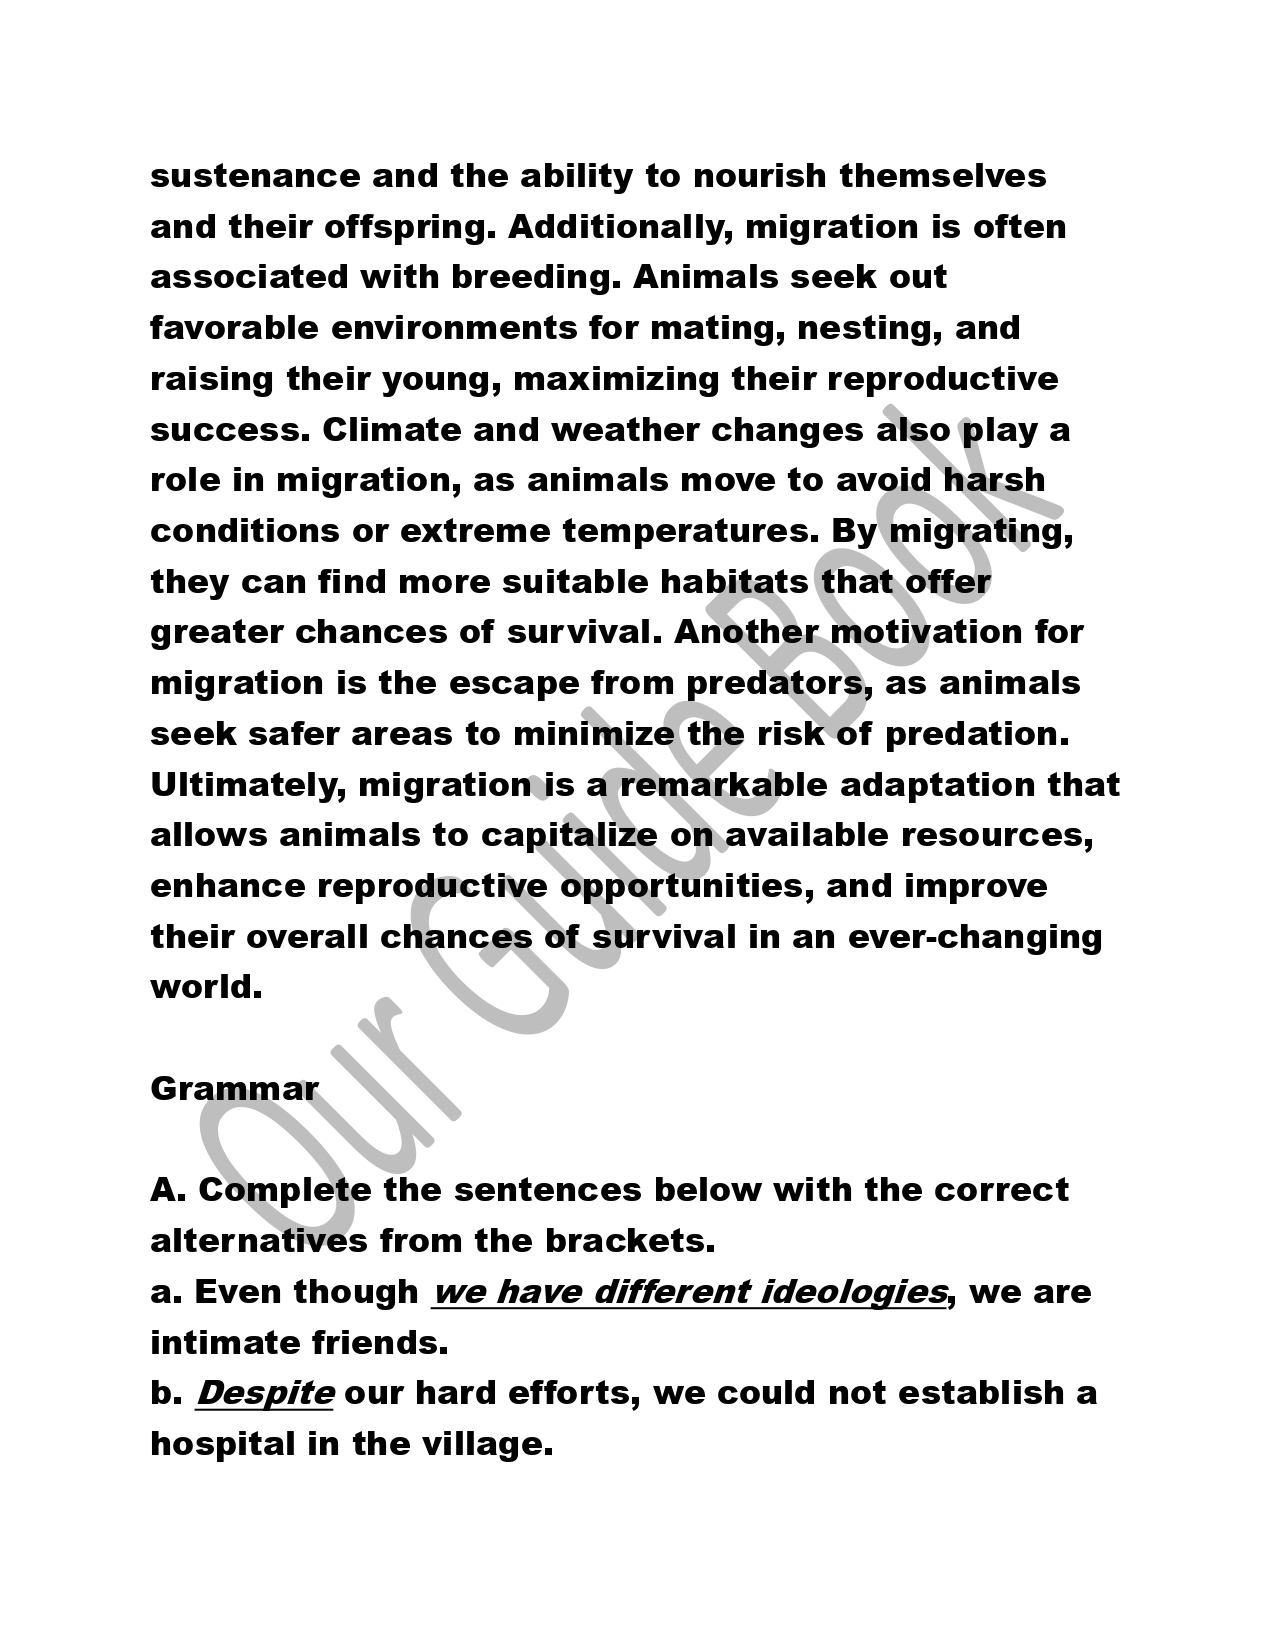 sustenance and the ability to nourish themselves
and their offspring. Additionally, migration is often
associated with breeding. Animals seek out
favorable environments for mating, nesting, and
raising their young, maximizing their reproductive
success. Climate and weather changes also play a
role in migration, as animals move to avoid harsh
conditions or extreme temperatures. By migrating,
they can find more suitable habitats that offer
greater chances of survival. Another motivation for
migration is the escape from predators, as animals
seek safer areas to minimize the risk of predation.
Ultimately, migration is a remarkable adaptation that
allows animals to capitalize on available resources,
enhance reproductive opportunities, and improve
their overall chances of survival in an ever-changing
world.
Grammar
A. Complete the sentences below with the correct
alternatives from the brackets.
a. Even though we have different ideologies, we are
intimate friends.
b. Despite our hard efforts, we could not establish a
hospital in the village.
Our Guide Book